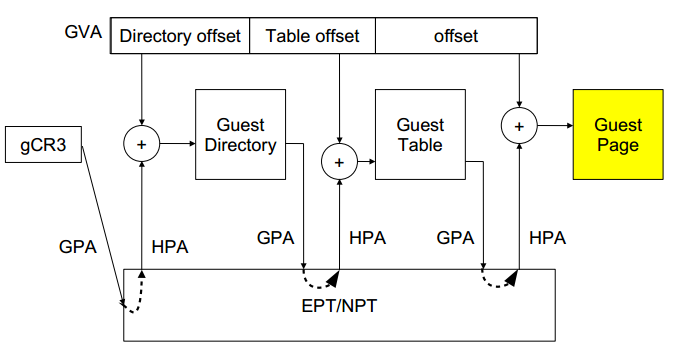 GVA
Directory offset
Table offset
offset
gCR3
+
Guest
Directory
+
Guest
Table
+
Guest
Page
GPA
HPA
GPA
HPA
GPA
HPA
EPT/NPT